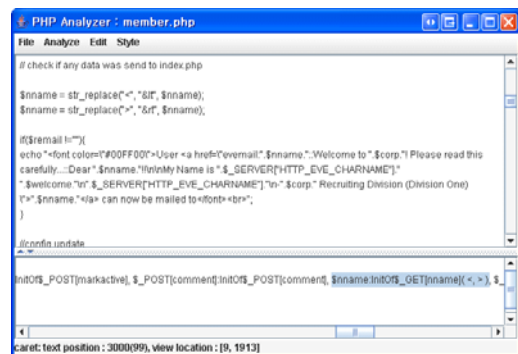 PHP Analyzer : member.php
File Analyze Edit Style
// check if any data was send to index.php
$nname = str_replace("<", "&lt", $nname);
$nname = str_replace(">", "&rt", $nname);
if($remail !=""){
echo "<font color=\"#00FF00\">User <a href=\"evemail:".$nname.";:Welcome to ".$corp."! Please read this
carefully...::Dear ".$nname."!!\n\nMy Name is ".$_SERVER["HTTP_EVE_CHARNAME"]."
".$welcome."\n".$_SERVER["HTTP_EVE_CHARNAME"]."\n-".$corp." Recruiting Division (Division One)
\">".$nname."</a> can now be mailed to</font><br>";
}
//config update
InitOf$_POST[markactive], $_POST[comment]:InitOf$_POST[comment], $nname:InitOf$_GET[nname]( <, > ), $_
caret: text position : 3000(99), view location : [9, 1913]